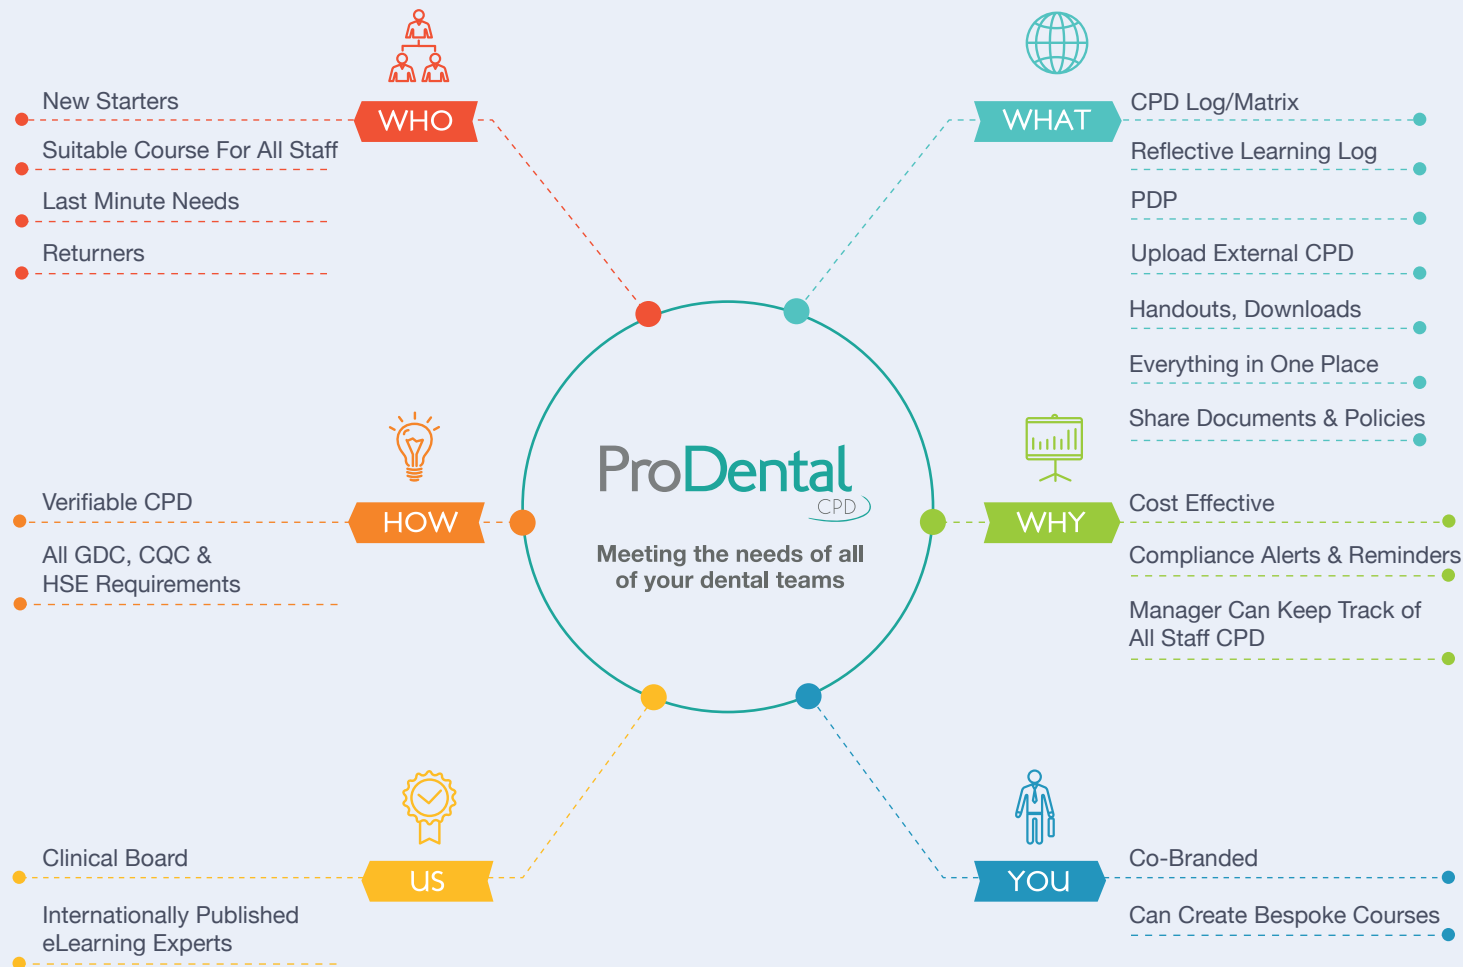 WHO
New Starters
Suitable Course For All Staff
Last Minute Needs
Returners
WHAT
CPD Log/Matrix
Reflective Learning Log
PDP
Upload External CPD
Handouts, Downloads
Everything in One Place
Share Documents & Policies
ProDental
CPD
Meeting the needs of all
of your dental teams
HOW
Verifiable CPD
All GDC, CQC &
HSE Requirements
WHY
Cost Effective
Compliance Alerts & Reminders
Manager Can Keep Track of
All Staff CPD
US
Clinical Board
Internationally Published
eLearning Experts
YOU
Co-Branded
Can Create Bespoke Courses